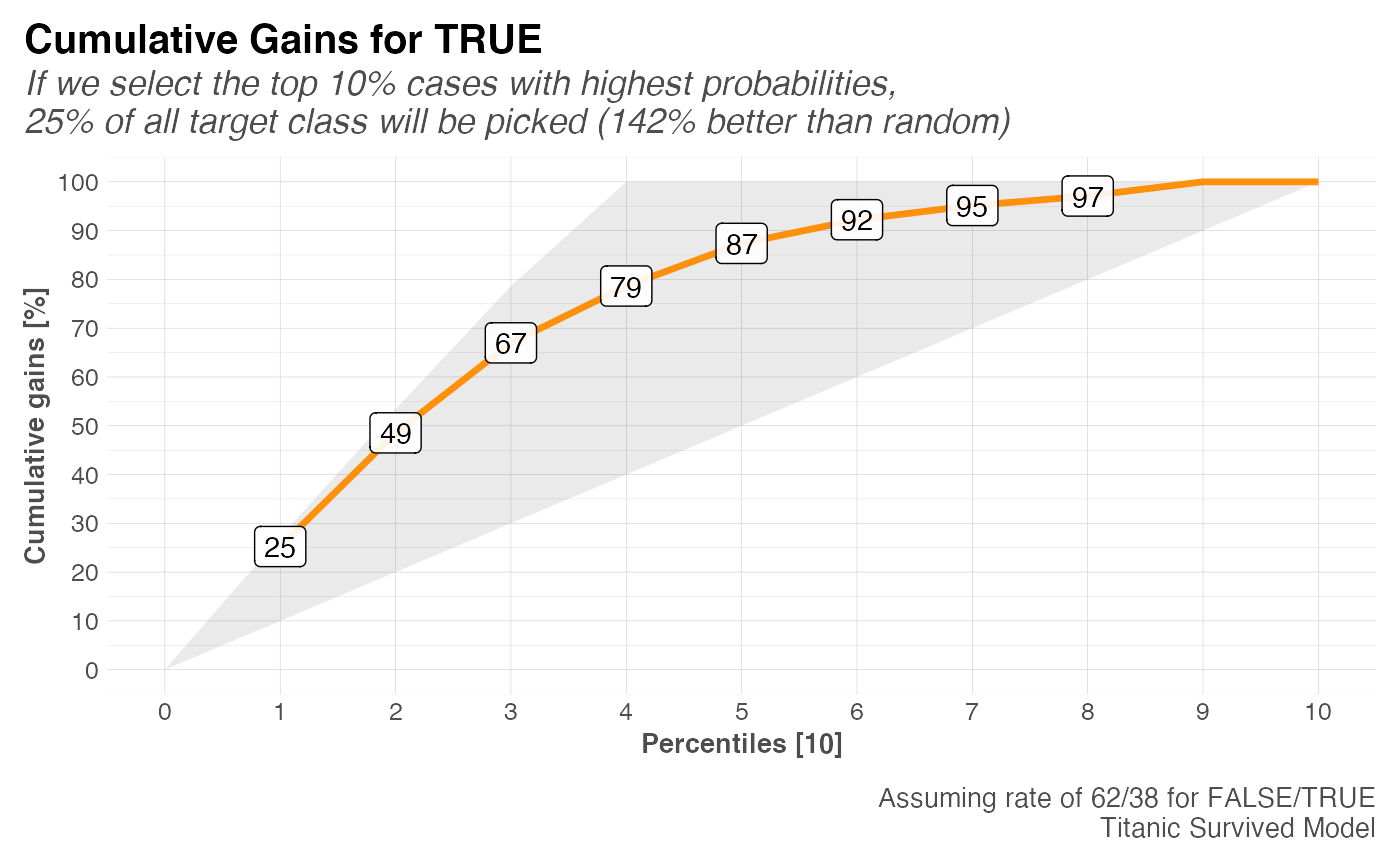 Cumulative Gains for TRUE
If we select the top 10% cases with highest probabilities,
25% of all target class will be picked (142% better than random)
Cumulative gains [%]
100
90
80
70
60
50
40
30
20
10
0
25
49
67
79
87
92
95
97
0 1 2 3 4 5 6 7 8 9 10
Percentiles [10]
Assuming rate of 62/38 for FALSE/TRUE
Titanic Survived Model